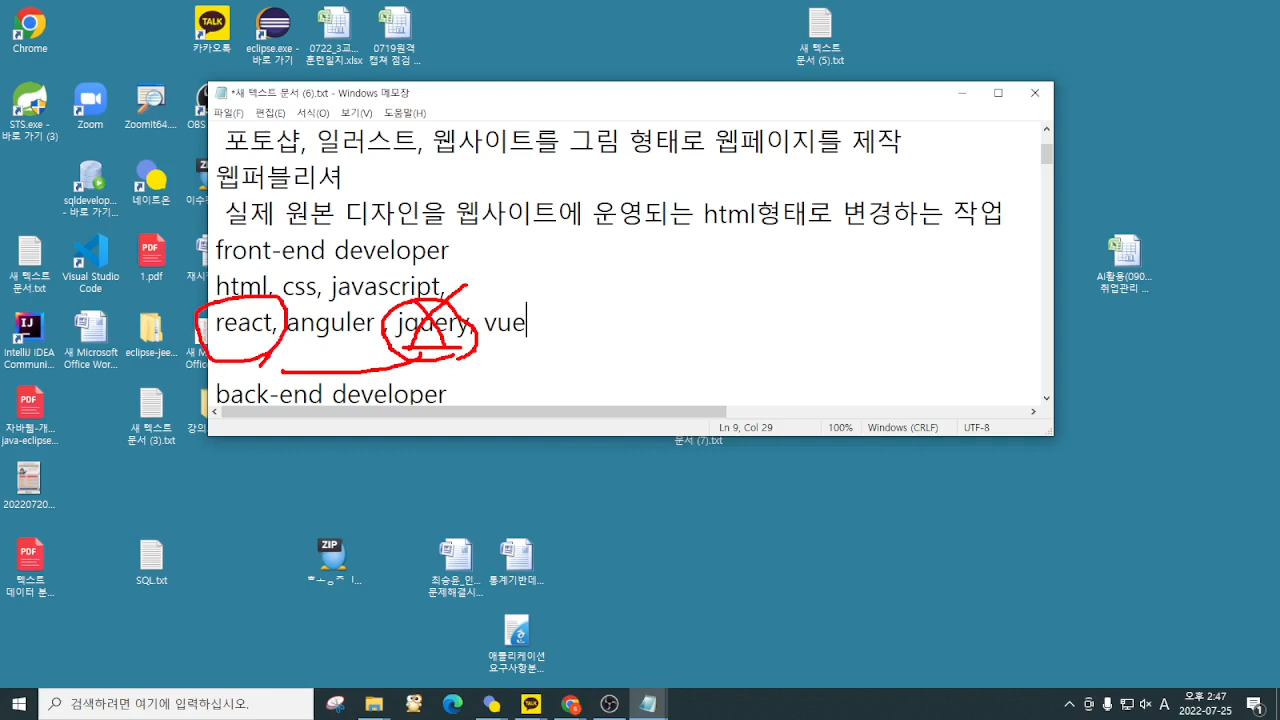 Chrome
카카오톡
eclipse.exe -
바로 가기
0722_3교...
훈련일지.xlsx
0719원격
캡쳐 점검 ...
새 텍스트
문서 (5).txt
STS.exe -
바로 가기 (3)
Zoom
ZoomIt64....
OBS
*새 텍스트 문서 (6).txt - Windows 메모장
파일(F) 편집(E) 서식(O) 보기(V) 도움말(H)
포토샵, 일러스트, 웹사이트를 그림 형태로 웹페이지를 제작
웹퍼블리셔
실제 원본 디자인을 웹사이트에 운영되는 html형태로 변경하는 작업
front-end developer
html, css, javascript,
react, anguler , jquery, vue
back-end developer
Ln 9, Col 29 100% Windows (CRLF) UTF-8
sqldevelop...
- 바로 가기...
네이트온
이수
새 텍스트
문서.txt
Visual Studio
Code
PDF
1.pdf
재시
AI활용(090...
취업관리 ...
IntelliJ IDEA
Communi...
새 Microsoft
Office Wor...
eclipse-jee...
새 M
Offic
PDF
자바웹-개...
java-eclipse...
새 텍스트
문서 (3).txt
강의
문서 (7).txt
20220720...
PDF
텍스트
데이터 분...
SQL.txt
ZIP
최승윤_인...
문제해결시...
통계기반데...
애플리케이션
요구사항분...
검색하려면 여기에 입력하십시오.
TALK
A
오후 2:47
2022-07-25
1